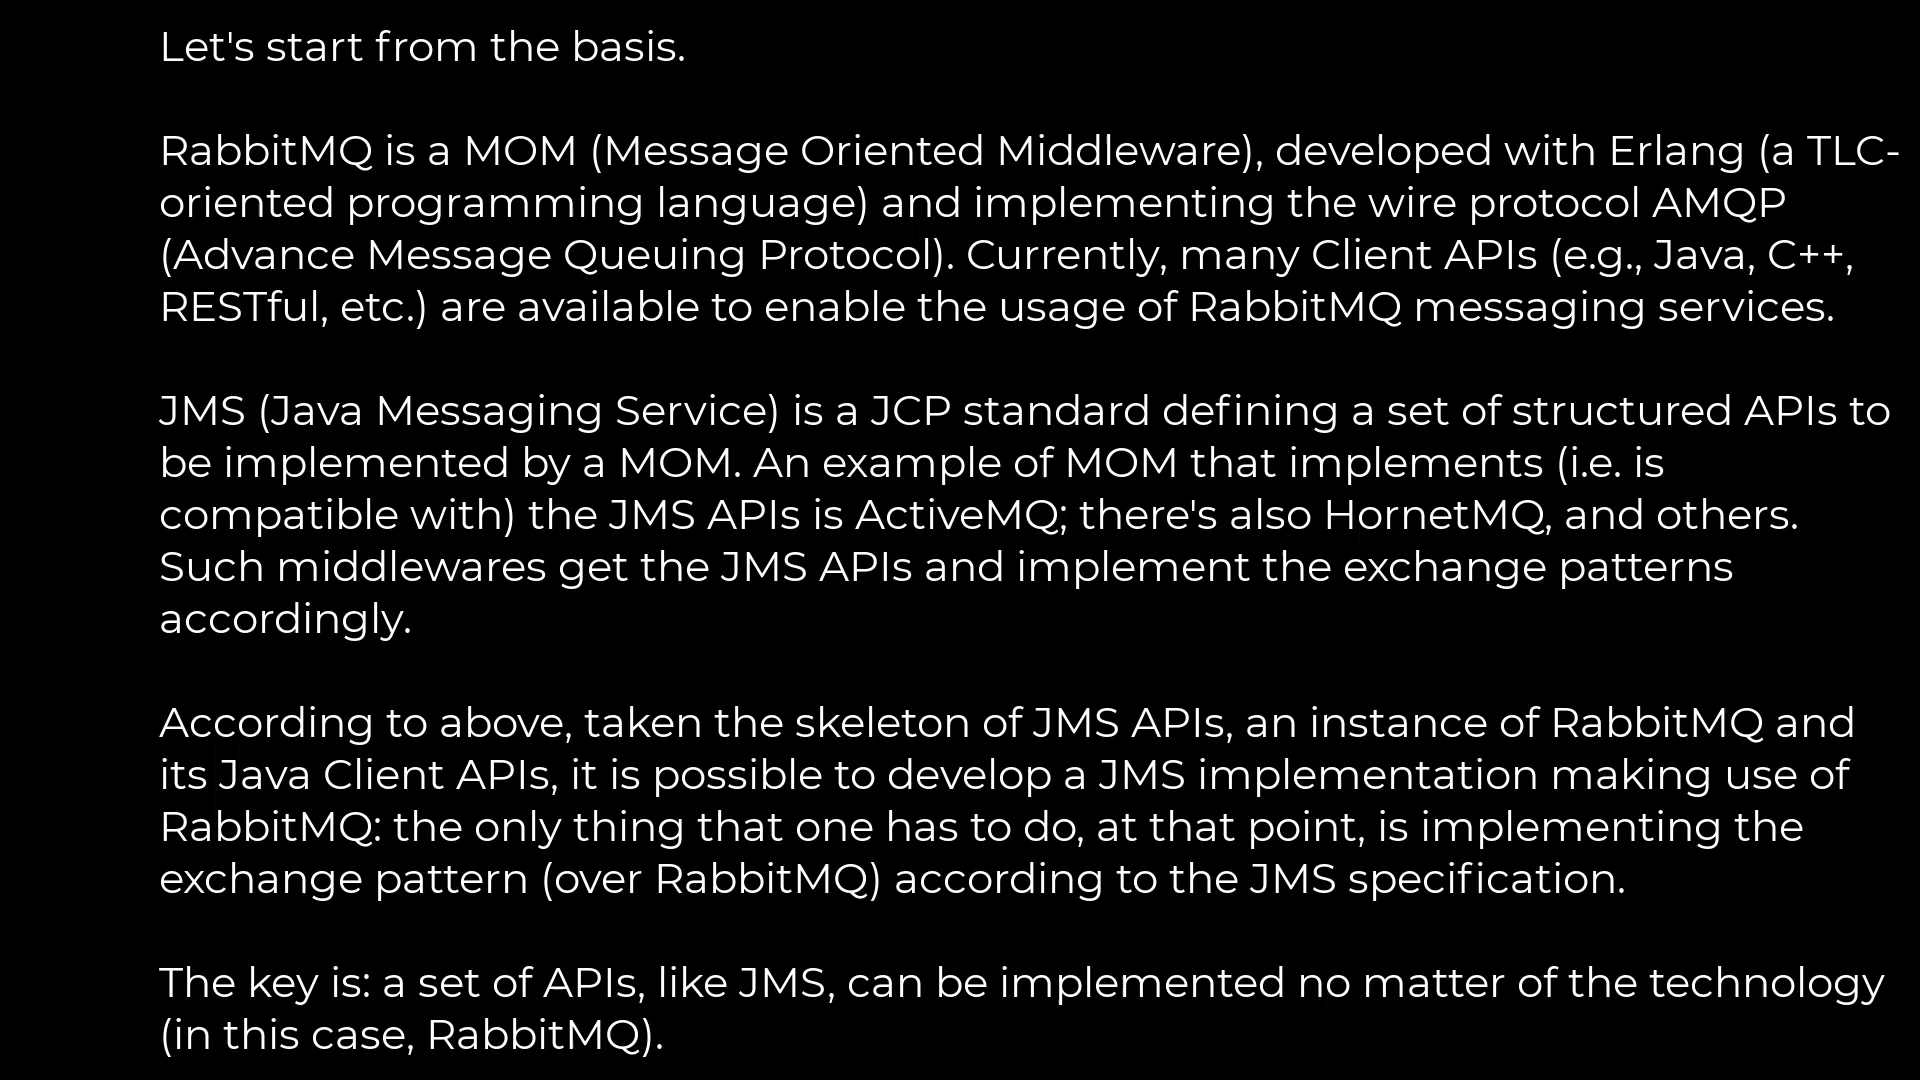 Let's start from the basis.
RabbitMQ is a MOM (Message Oriented Middleware), developed with Erlang (a TLC-
oriented programming language) and implementing the wire protocol AMQP
(Advance Message Queuing Protocol). Currently, many Client APIs (e.g., Java, C++,
RESTful, etc.) are available to enable the usage of RabbitMQ messaging services.
JMS (Java Messaging Service) is a JCP standard defining a set of structured APIs to
be implemented by a MOM. An example of MOM that implements (i.e. is
compatible with) the JMS APIs is ActiveMQ; there's also HornetMQ, and others.
Such middlewares get the JMS APIs and implement the exchange patterns
accordingly.
According to above, taken the skeleton of JMS APIs, an instance of RabbitMQ and
its Java Client APIs, it is possible to develop a JMS implementation making use of
RabbitMQ: the only thing that one has to do, at that point, is implementing the
exchange pattern (over RabbitMQ) according to the JMS specification.
The key is: a set of APIs, like JMS, can be implemented no matter of the technology
(in this case, RabbitMQ).